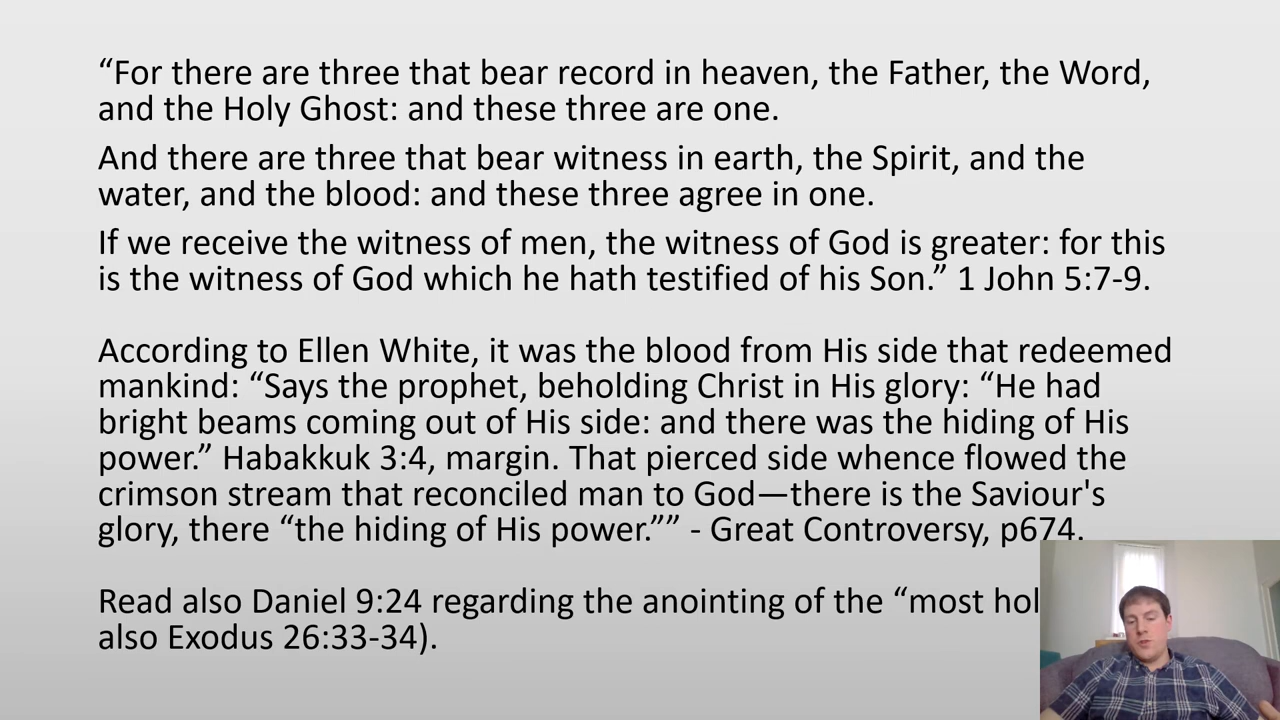 “For there are three that bear record in heaven, the Father, the Word,
and the Holy Ghost: and these three are one.
And there are three that bear witness in earth, the Spirit, and the
water, and the blood: and these three agree in one.
If we receive the witness of men, the witness of God is greater: for this
is the witness of God which he hath testified of his Son.” 1 John 5:7-9.
According to Ellen White, it was the blood from His side that redeemed
mankind: “Says the prophet, beholding Christ in His glory: “He had
bright beams coming out of His side: and there was the hiding of His
power.” Habakkuk 3:4, margin. That pierced side whence flowed the
crimson stream that reconciled man to God—there is the Saviour's
glory, there “the hiding of His power.”” - Great Controversy, p674.
Read also Daniel 9:24 regarding the anointing of the “most
also Exodus 26:33-34).